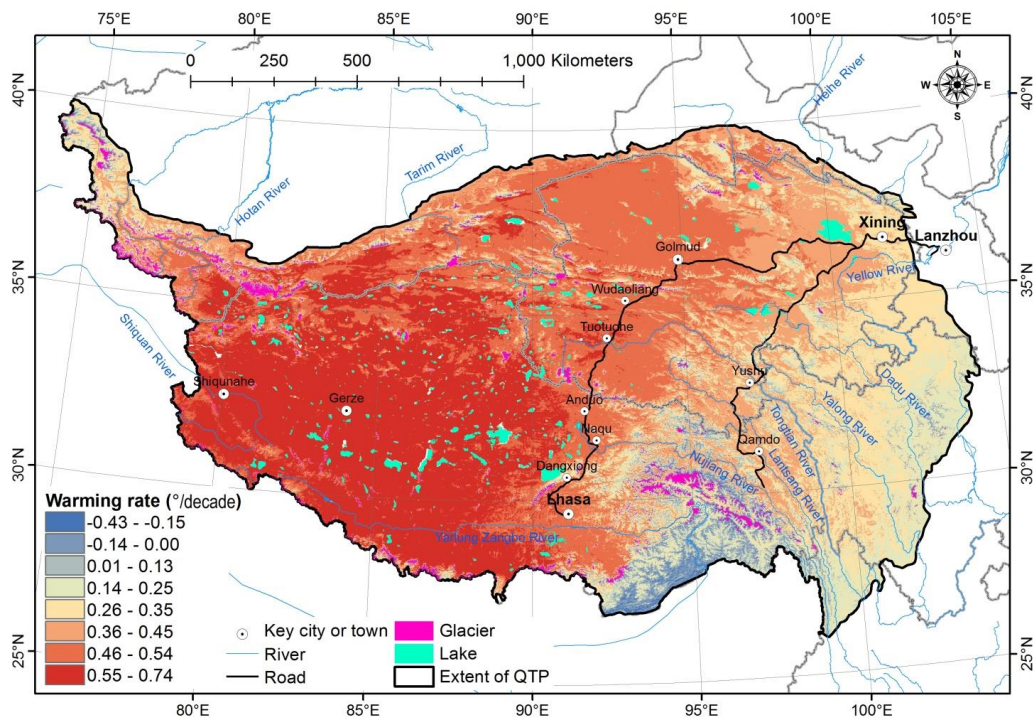 75°E 80°E 85°E 90°E 95°E 100°E 105°E
0 250 500 1,000 Kilometers
N
W E
S
40°N
40°N
Heihe River
Tarim River
Hotan River
Xining
Lanzhou
Golmud
Yellow River
35°N
35°N
Wudaoliang
Tuotuohe
Shiquan River
Shiqunahe
Gerze
Yushu
Dadu River
Yalong River
Anduo
Tongtian River
Naqu
Qamdo
Lantsang River
30°N
30°N
Dangxiong
Nujiang River
Lhasa
Yarlung Zangbo River
Warming rate (°/decade)
-0.43 - -0.15
-0.14 - 0.00
0.01 - 0.13
0.14 - 0.25
0.26 - 0.35
0.36 - 0.45
0.46 - 0.54
0.55 - 0.74
Key city or town
River
Road
Glacier
Lake
Extent of QTP
25°N
25°N
80°E 85°E 90°E 95°E 100°E